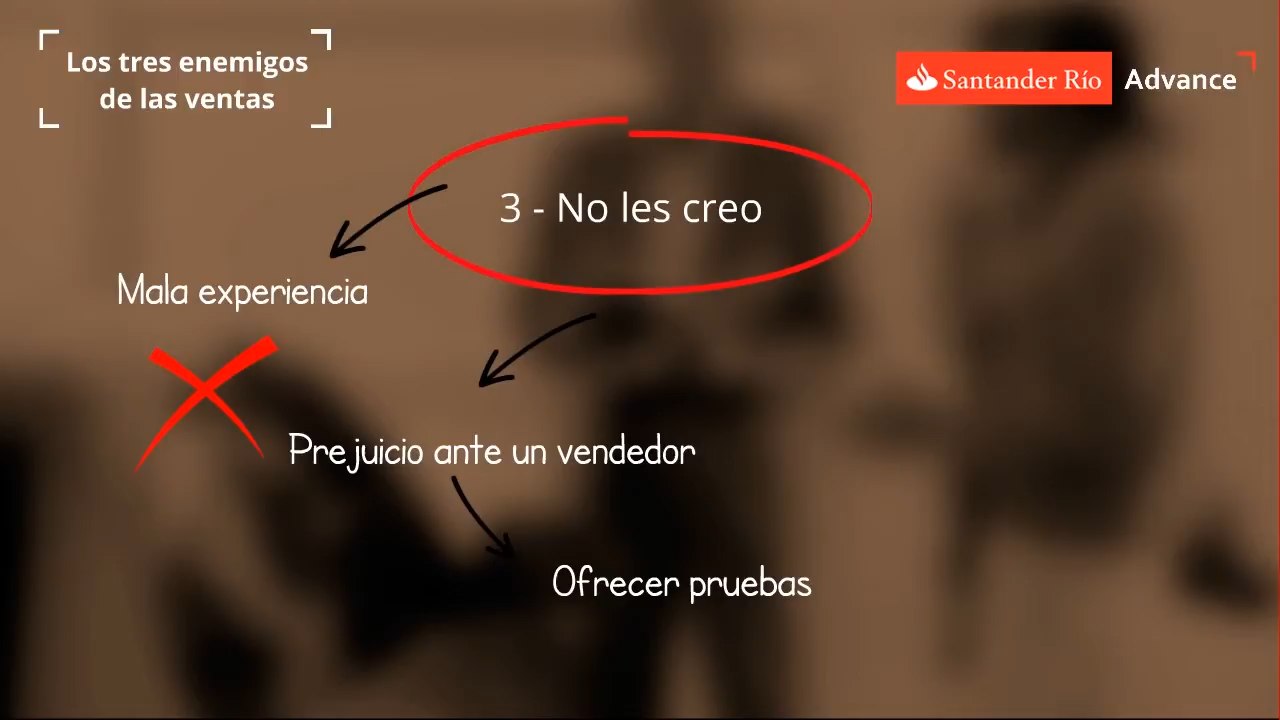 Los tres enemigos
de las ventas
Santander Río Advance
3 - No les creo
Mala experiencia
Prejuicio ante un vendedor
Ofrecer pruebas